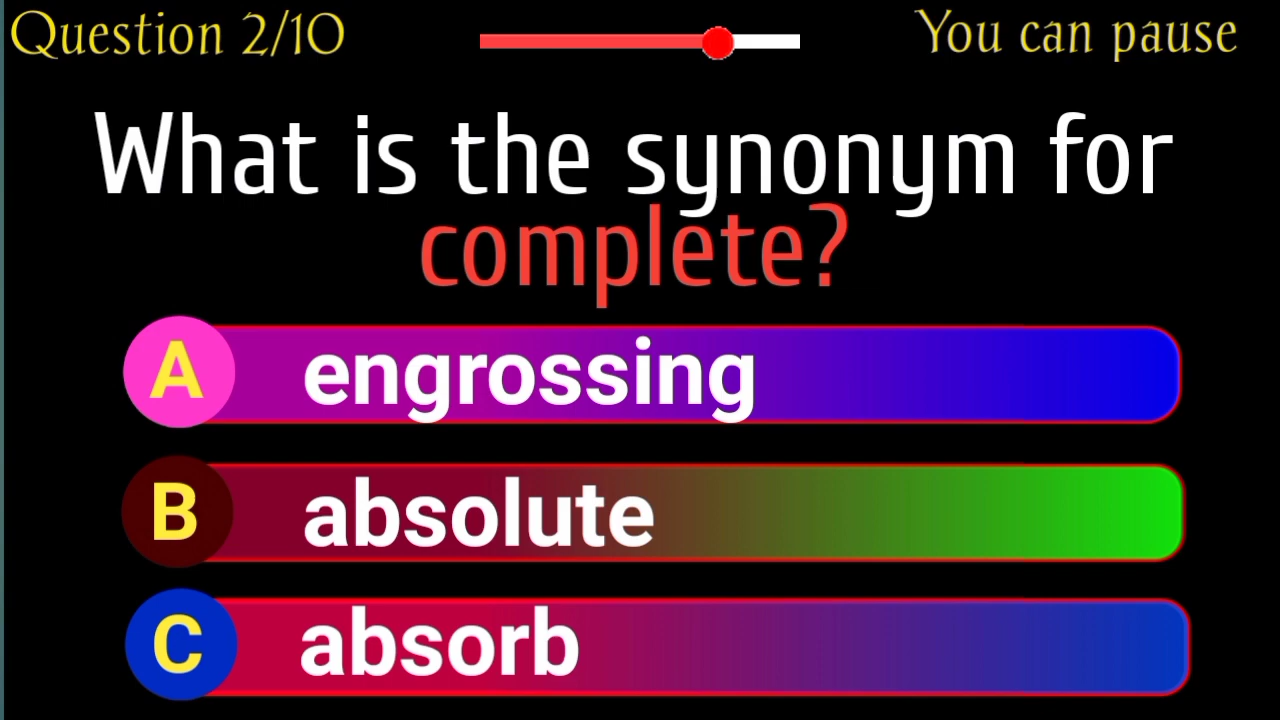 Question 2/10
You can pause
What is the synonym for
complete?
A engrossing
B absolute
C absorb